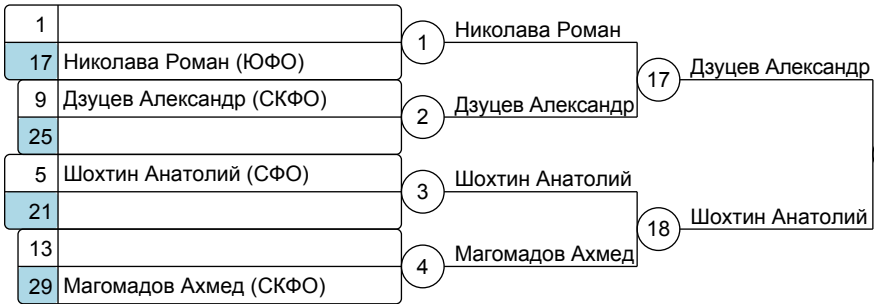 1
17 Николава Роман (ЮФО)
9 Дзуцев Александр (СКФО)
25
5 Шохтин Анатолий (СФО)
21
13
29 Магомадов Ахмед (СКФО)
1 Николава Роман
2 Дзуцев Александр
3 Шохтин Анатолий
4 Магомадов Ахмед
17 Дзуцев Александр
18 Шохтин Анатолий